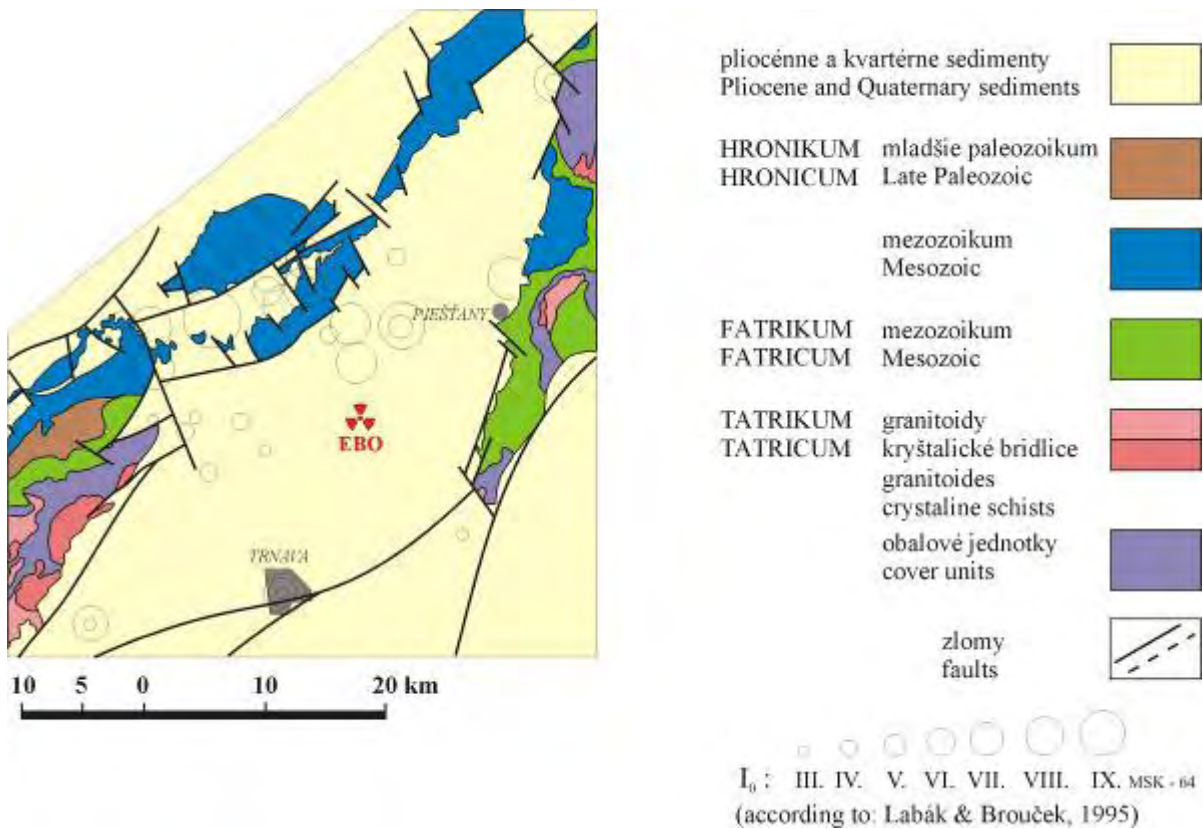 PIEŠŤANY
EBO
TRNAVA
10 5 0 10 20 km
pliocénne a kvartérne sedimenty
Pliocene and Quaternary sediments
HRONIKUM mladšie paleozoikum
HRONICUM Late Paleozoic
mezozoikum
Mesozoic
FATRIKUM mezozoikum
FATRICUM Mesozoic
TATRIKUM granitoidy
TATRICUM kryštalické bridlice
granitoides
crystaline schists
obalové jednotky
cover units
zlomy
faults
I₀ : III. IV. V. VI. VII. VIII. IX. MSK - 64
(according to: Labák & Brouček, 1995)